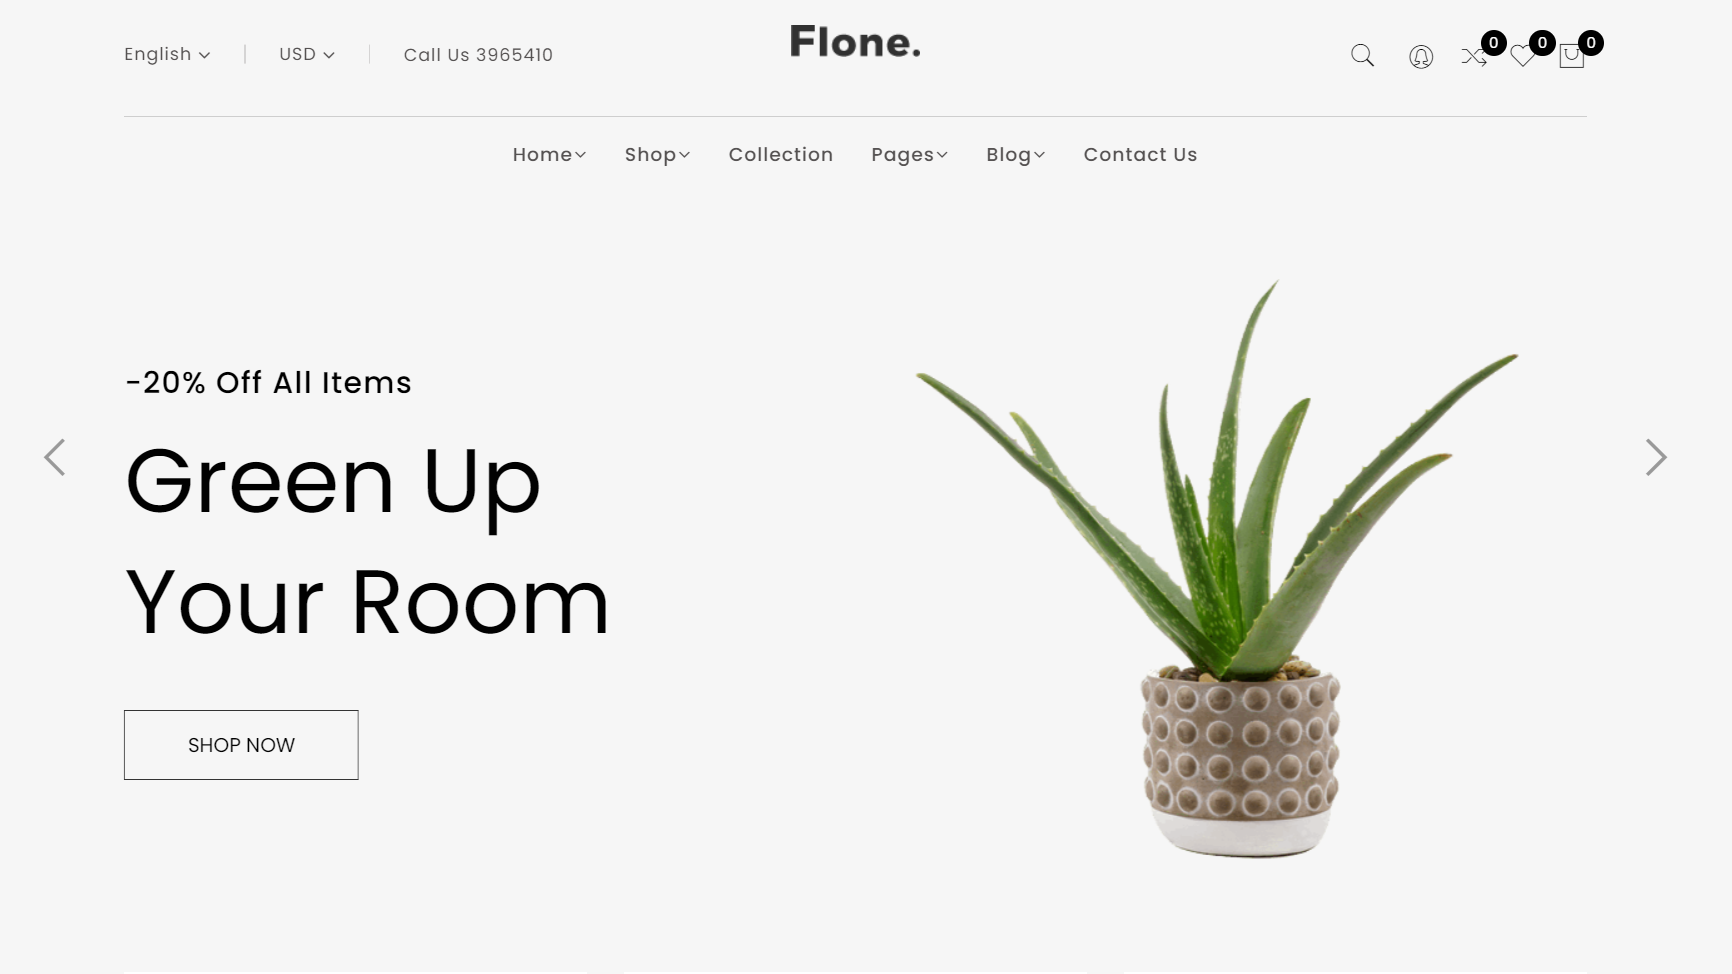 English
USD
Call Us 3965410
Flone.
0
0
0
Home
Shop
Collection
Pages
Blog
Contact Us
-20% Off All Items
Green Up
Your Room
SHOP NOW